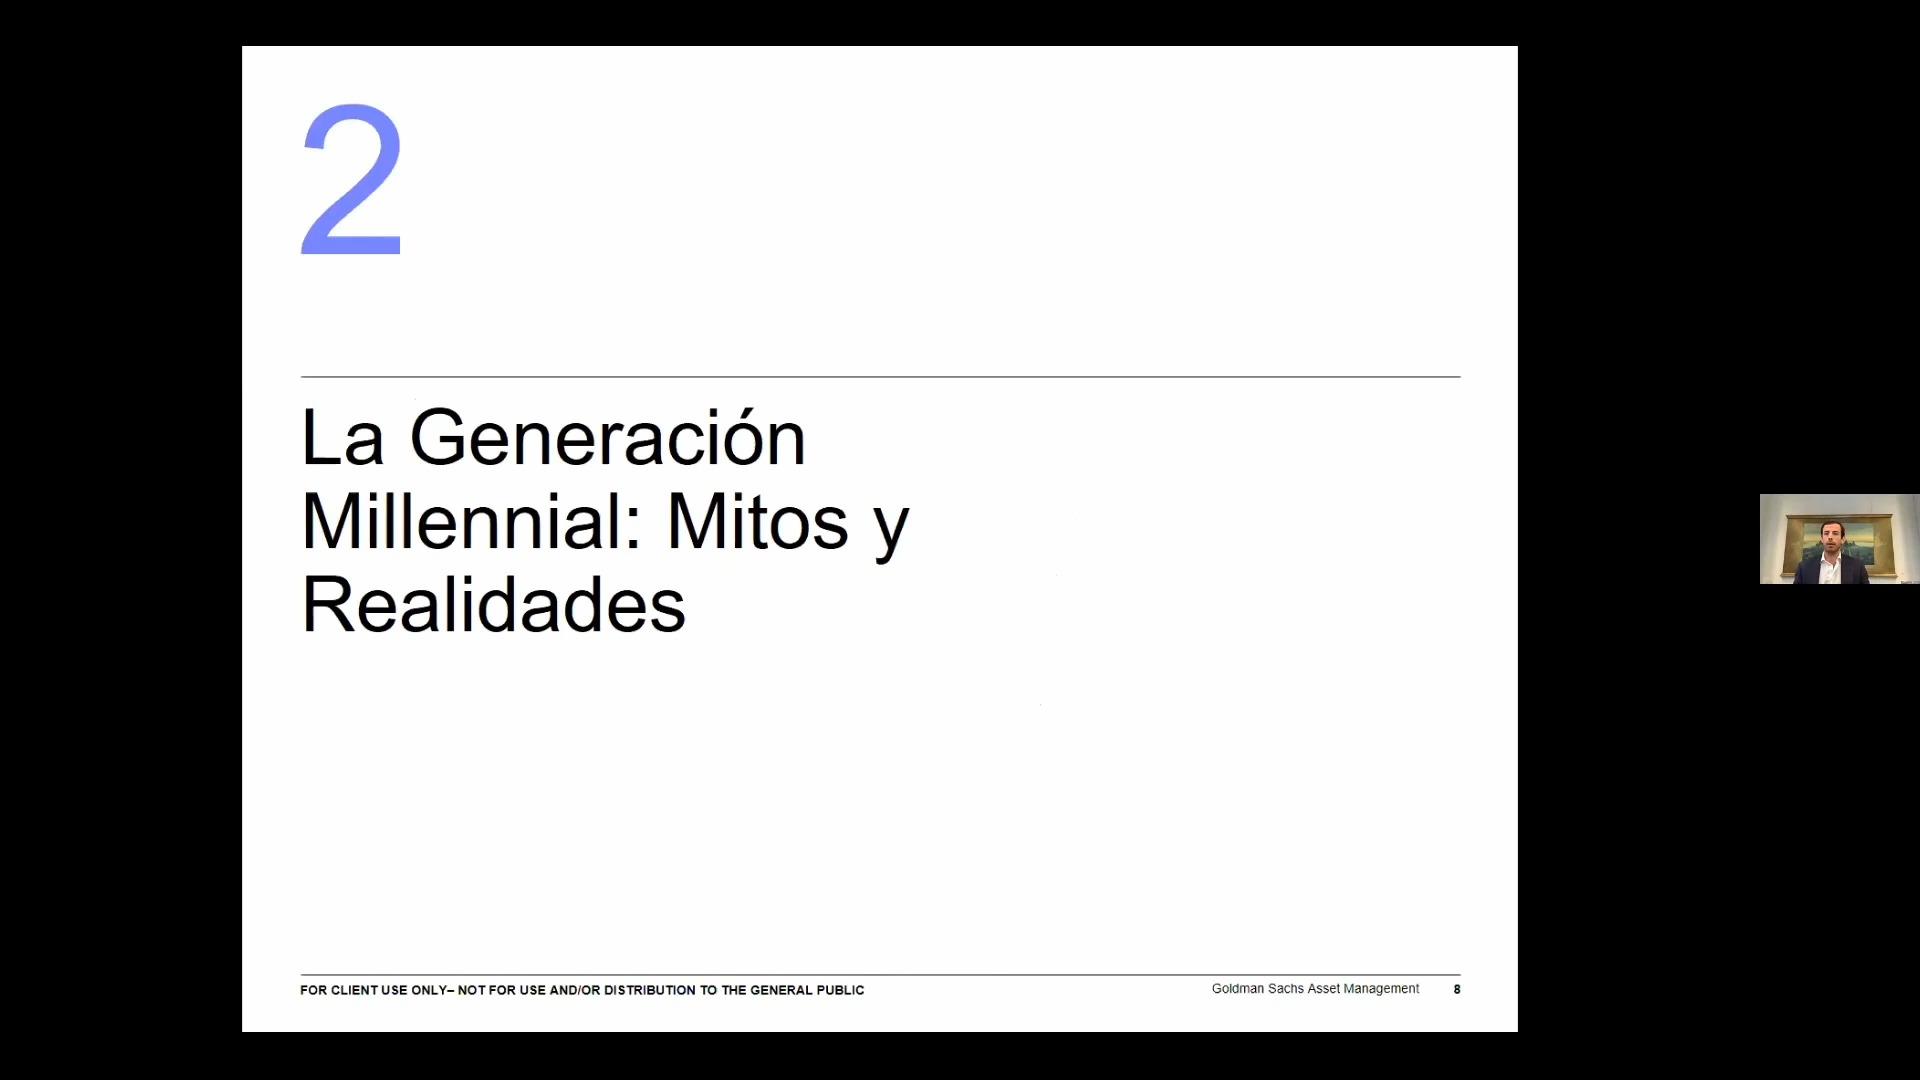 2
La Generación
Millennial: Mitos y
Realidades
FOR CLIENT USE ONLY– NOT FOR USE AND/OR DISTRIBUTION TO THE GENERAL PUBLIC
Goldman Sachs Asset Management 8